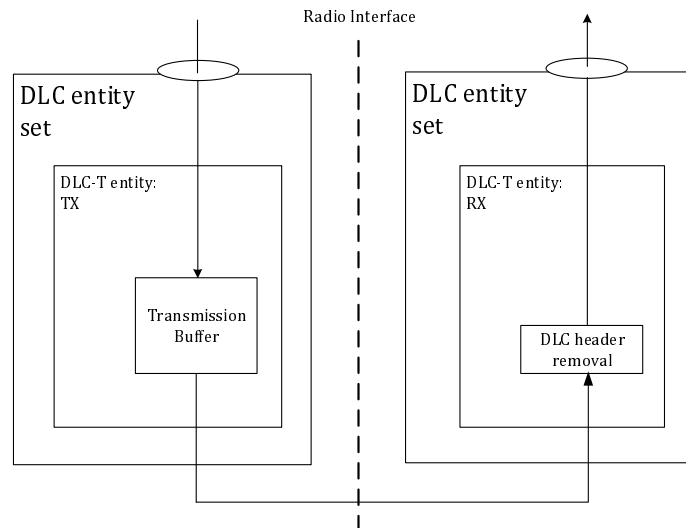 Radio Interface
DLC entity
set
DLC-T entity:
TX
Transmission
Buffer
DLC entity
set
DLC-T entity:
RX
DLC header
removal